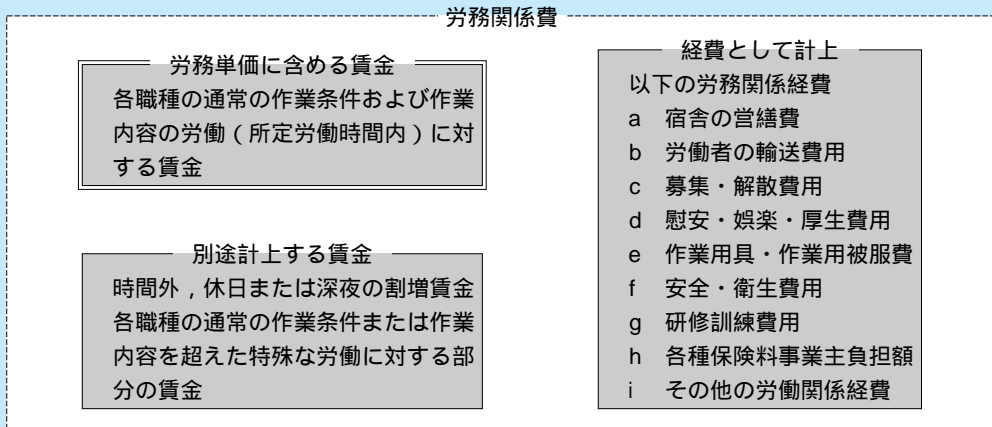 労務関係費
労務単価に含める賃金
各職種の通常の作業条件および作業
内容の労働（所定労働時間内）に対
する賃金
別途計上する賃金
時間外，休日または深夜の割増賃金
各職種の通常の作業条件または作業
内容を超えた特殊な労働に対する部
分の賃金
経費として計上
以下の労務関係経費
a 宿舎の営繕費
b 労働者の輸送費用
c 募集・解散費用
d 慰安・娯楽・厚生費用
e 作業用具・作業用被服費
f 安全・衛生費用
g 研修訓練費用
h 各種保険料事業主負担額
i その他の労働関係経費